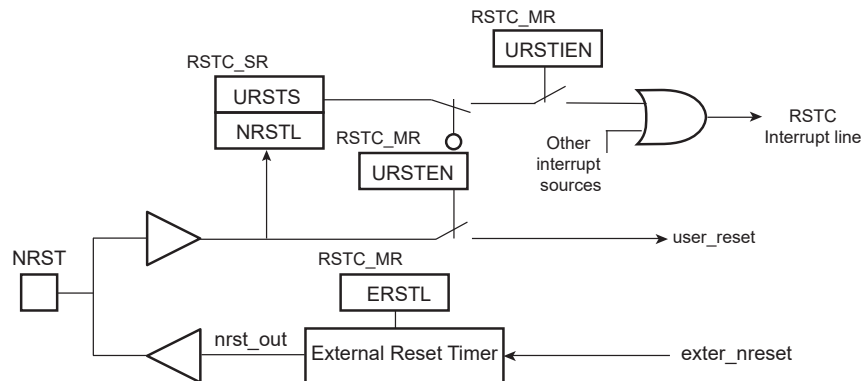 RSTC_MR
URSTIEN
RSTC_SR
URSTS
NRSTL
RSTC_MR
URSTEN
RSTC
Interrupt line
Other
interrupt
sources
NRST
user_reset
RSTC_MR
ERSTL
nrst_out
External Reset Timer
exter_nreset